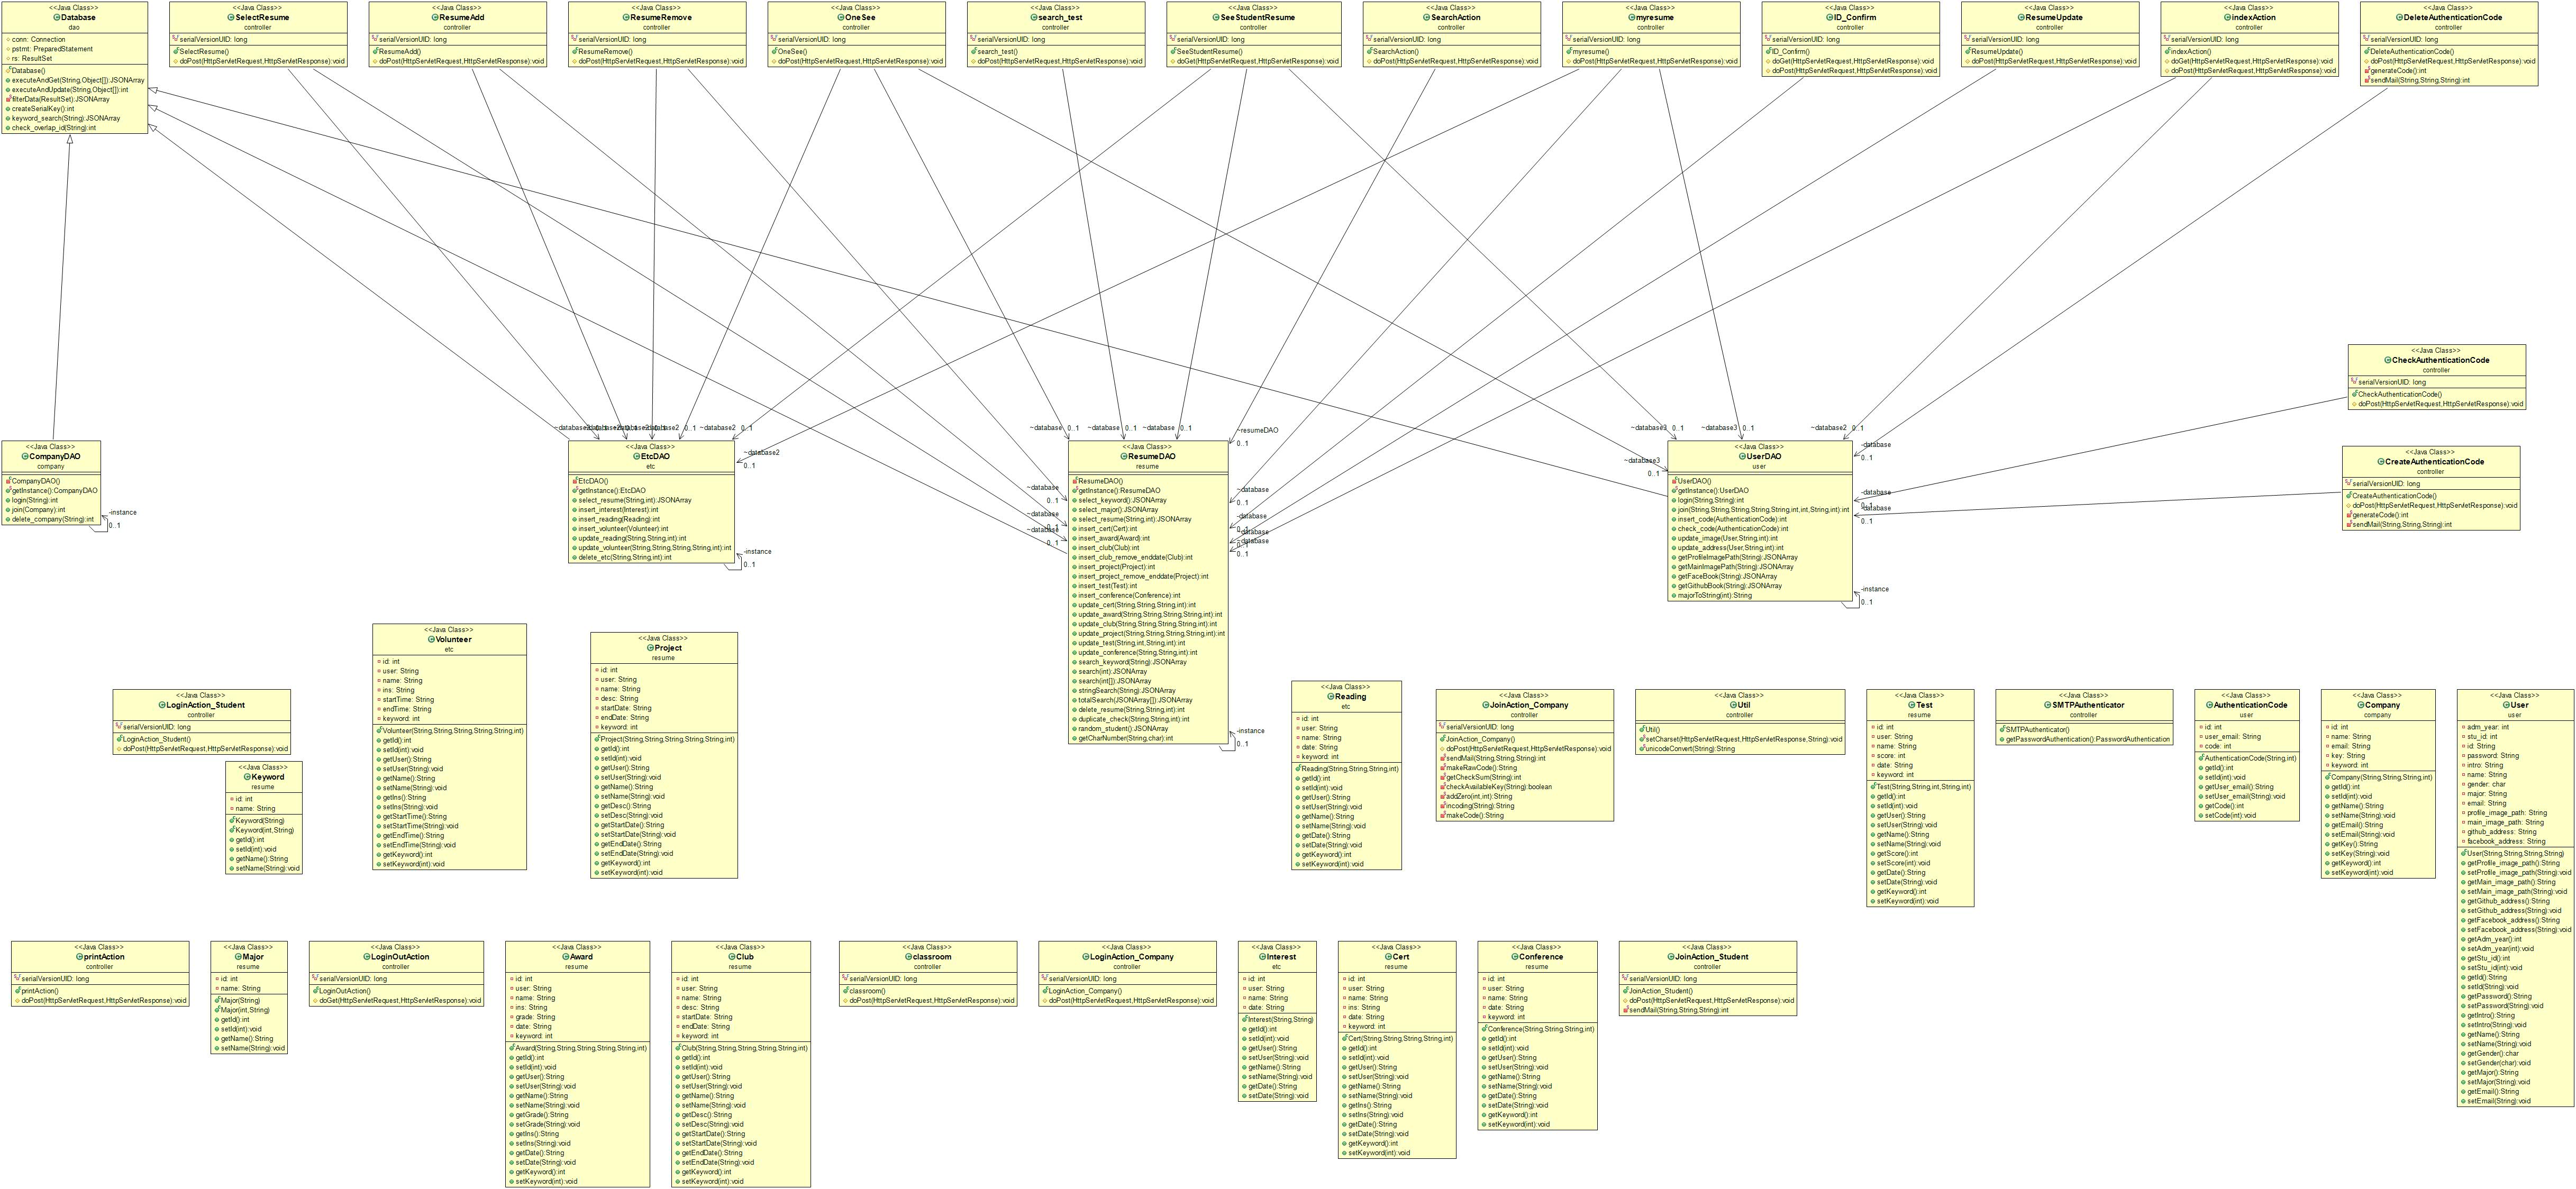 <<Java Class>>
Database
dao
conn: Connection
pstmt: PreparedStatement
rs: ResultSet
Database()
executeAndGet(String,Object[]):JSONArray
executeAndUpdate(String,Object[]):int
filterData(ResultSet):JSONArray
createSerialKey():int
keyword_search(String):JSONArray
check_overlap_id(String):int
<<Java Class>>
SelectResume
controller
serialVersionUID: long
SelectResume()
doPost(HttpServletRequest,HttpServletResponse):void
<<Java Class>>
ResumeAdd
controller
serialVersionUID: long
ResumeAdd()
doPost(HttpServletRequest,HttpServletResponse):void
<<Java Class>>
ResumeRemove
controller
serialVersionUID: long
ResumeRemove()
doPost(HttpServletRequest,HttpServletResponse):void
<<Java Class>>
OneSee
controller
serialVersionUID: long
OneSee()
doPost(HttpServletRequest,HttpServletResponse):void
<<Java Class>>
search_test
controller
serialVersionUID: long
search_test()
doPost(HttpServletRequest,HttpServletResponse):void
<<Java Class>>
SeeStudentResume
controller
serialVersionUID: long
SeeStudentResume()
doGet(HttpServletRequest,HttpServletResponse):void
<<Java Class>>
SearchAction
controller
serialVersionUID: long
SearchAction()
doPost(HttpServletRequest,HttpServletResponse):void
<<Java Class>>
myresume
controller
serialVersionUID: long
myresume()
doPost(HttpServletRequest,HttpServletResponse):void
<<Java Class>>
ID_Confirm
controller
serialVersionUID: long
ID_Confirm()
doGet(HttpServletRequest,HttpServletResponse):void
doPost(HttpServletRequest,HttpServletResponse):void
<<Java Class>>
ResumeUpdate
controller
serialVersionUID: long
ResumeUpdate()
doPost(HttpServletRequest,HttpServletResponse):void
<<Java Class>>
indexAction
controller
serialVersionUID: long
indexAction()
doGet(HttpServletRequest,HttpServletResponse):void
doPost(HttpServletRequest,HttpServletResponse):void
<<Java Class>>
DeleteAuthenticationCode
controller
serialVersionUID: long
DeleteAuthenticationCode()
doPost(HttpServletRequest,HttpServletResponse):void
generateCode():int
sendMail(String,String,String):int
<<Java Class>>
CheckAuthenticationCode
controller
serialVersionUID: long
CheckAuthenticationCode()
doPost(HttpServletRequest,HttpServletResponse):void
<<Java Class>>
CompanyDAO
company
CompanyDAO()
getInstance():CompanyDAO
login(String):int
join(Company):int
delete_company(String):int
-instance
0..1
~database2
0..1
~database2
0..1
~database2
0..1
<<Java Class>>
EtcDAO
etc
EtcDAO()
getInstance():EtcDAO
select_resume(String,int):JSONArray
insert_interest(Interest):int
insert_reading(Reading):int
insert_volunteer(Volunteer):int
update_reading(String,String,int):int
update_volunteer(String,String,String,String,int):int
delete_etc(String,String,int):int
-instance
0..1
~database
0..1
~database
0..1
~database
0..1
~resumeDAO
0..1
~database
0..1
~database
0..1
~database
0..1
<<Java Class>>
ResumeDAO
resume
ResumeDAO()
getInstance():ResumeDAO
select_keyword():JSONArray
select_major():JSONArray
select_resume(String,int):JSONArray
insert_cert(Cert):int
insert_award(Award):int
insert_club(Club):int
insert_club_remove_enddate(Club):int
insert_project(Project):int
insert_project_remove_enddate(Project):int
insert_test(Test):int
insert_conference(Conference):int
update_cert(String,String,String,int):int
update_award(String,String,String,String,int):int
update_club(String,String,String,String,int):int
update_project(String,String,String,String,int):int
update_test(String,int,String,int):int
update_conference(String,String,int):int
search_keyword(String):JSONArray
search(int):JSONArray
search(int[]):JSONArray
stringSearch(String):JSONArray
totalSearch(JSONArray[]):JSONArray
delete_resume(String,String,int):int
duplicate_check(String,String,int):int
random_student():JSONArray
getCharNumber(String,char):int
-instance
0..1
~database
0..1
~database
0..1
-database
~database
0..1
~database3
0..1
~database3
0..1
~database3
0..1
~database2
0..1
-database
0..1
<<Java Class>>
UserDAO
user
UserDAO()
getInstance():UserDAO
login(String,String):int
join(String,String,String,String,String,int,int,String,int):int
insert_code(AuthenticationCode):int
check_code(AuthenticationCode):int
update_image(User,String,int):int
update_address(User,String,int):int
getProfileImagePath(String):JSONArray
getMainImagePath(String):JSONArray
getFaceBook(String):JSONArray
getGithubBook(String):JSONArray
majorToString(int):String
-database
-database
0..1
-instance
0..1
<<Java Class>>
CreateAuthenticationCode
controller
serialVersionUID: long
CreateAuthenticationCode()
doPost(HttpServletRequest,HttpServletResponse):void
generateCode():int
sendMail(String,String,String):int
<<Java Class>>
LoginAction_Student
controller
serialVersionUID: long
LoginAction_Student()
doPost(HttpServletRequest,HttpServletResponse):void
<<Java Class>>
Keyword
resume
id: int
name: String
Keyword(String)
Keyword(int,String)
getId():int
setId(int):void
getName():String
setName(String):void
<<Java Class>>
Volunteer
etc
id: int
user: String
name: String
ins: String
startTime: String
endTime: String
keyword: int
Volunteer(String,String,String,String,String,int)
getId():int
setId(int):void
getUser():String
setUser(String):void
getName():String
setName(String):void
getIns():String
setIns(String):void
getStartTime():String
setStartTime(String):void
getEndTime():String
setEndTime(String):void
getKeyword():int
setKeyword(int):void
<<Java Class>>
Project
resume
id: int
user: String
name: String
desc: String
startDate: String
endDate: String
keyword: int
Project(String,String,String,String,String,int)
getId():int
setId(int):void
getUser():String
setUser(String):void
getName():String
setName(String):void
getDesc():String
setDesc(String):void
getStartDate():String
setStartDate(String):void
getEndDate():String
setEndDate(String):void
getKeyword():int
setKeyword(int):void
<<Java Class>>
Reading
etc
id: int
user: String
name: String
date: String
keyword: int
Reading(String,String,String,int)
getId():int
setId(int):void
getUser():String
setUser(String):void
getName():String
setName(String):void
getDate():String
setDate(String):void
getKeyword():int
setKeyword(int):void
<<Java Class>>
JoinAction_Company
controller
serialVersionUID: long
JoinAction_Company()
doPost(HttpServletRequest,HttpServletResponse):void
sendMail(String,String,String):int
makeRawCode():String
getCheckSum(String):int
checkAvailableKey(String):boolean
addZero(int,int):String
incoding(String):String
makeCode():String
<<Java Class>>
Util
controller
Util()
setCharset(HttpServletRequest,HttpServletResponse,String):void
unicodeConvert(String):String
<<Java Class>>
Test
resume
id: int
user: String
name: String
score: int
date: String
keyword: int
Test(String,String,int,String,int)
getId():int
setId(int):void
getUser():String
setUser(String):void
getName():String
setName(String):void
getScore():int
setScore(int):void
getDate():String
setDate(String):void
getKeyword():int
setKeyword(int):void
<<Java Class>>
SMTPAuthenticator
controller
SMTPAuthenticator()
getPasswordAuthentication():PasswordAuthentication
<<Java Class>>
AuthenticationCode
user
id: int
user_email: String
code: int
AuthenticationCode(String,int)
getId():int
setId(int):void
getUser_email():String
setUser_email(String):void
getCode():int
setCode(int):void
<<Java Class>>
Company
company
id: int
name: String
email: String
key: String
keyword: int
Company(String,String,String,int)
getId():int
setId(int):void
getName():String
setName(String):void
getEmail():String
setEmail(String):void
getKey():String
setKey(String):void
getKeyword():int
setKeyword(int):void
<<Java Class>>
User
user
adm_year: int
stu_id: int
id: String
password: String
intro: String
name: String
gender: char
major: String
email: String
profile_image_path: String
main_image_path: String
github_address: String
facebook_address: String
User(String,String,String,String)
getProfile_image_path():String
setProfile_image_path(String):void
getMain_image_path():String
setMain_image_path(String):void
getGithub_address():String
setGithub_address(String):void
getFacebook_address():String
setFacebook_address(String):void
getAdm_year():int
setAdm_year(int):void
getStu_id():int
setStu_id(int):void
getId():String
setId(String):void
getPassword():String
setPassword(String):void
getIntro():String
setIntro(String):void
getName():String
setName(String):void
getGender():char
setGender(char):void
getMajor():String
setMajor(String):void
getEmail():String
setEmail(String):void
<<Java Class>>
printAction
controller
serialVersionUID: long
printAction()
doPost(HttpServletRequest,HttpServletResponse):void
<<Java Class>>
Major
resume
id: int
name: String
Major(String)
Major(int,String)
getId():int
setId(int):void
getName():String
setName(String):void
<<Java Class>>
LoginOutAction
controller
serialVersionUID: long
LoginOutAction()
doGet(HttpServletRequest,HttpServletResponse):void
<<Java Class>>
Award
resume
id: int
user: String
name: String
ins: String
grade: String
date: String
keyword: int
Award(String,String,String,String,String,int)
getId():int
setId(int):void
getUser():String
setUser(String):void
getName():String
setName(String):void
getGrade():String
setGrade(String):void
getIns():String
setIns(String):void
getDate():String
setDate(String):void
getKeyword():int
setKeyword(int):void
<<Java Class>>
Club
resume
id: int
user: String
name: String
desc: String
startDate: String
endDate: String
keyword: int
Club(String,String,String,String,String,int)
getId():int
setId(int):void
getUser():String
setUser(String):void
getName():String
setName(String):void
getDesc():String
setDesc(String):void
getStartDate():String
setStartDate(String):void
getEndDate():String
setEndDate(String):void
getKeyword():int
setKeyword(int):void
<<Java Class>>
classroom
controller
serialVersionUID: long
classroom()
doPost(HttpServletRequest,HttpServletResponse):void
<<Java Class>>
LoginAction_Company
controller
serialVersionUID: long
LoginAction_Company()
doPost(HttpServletRequest,HttpServletResponse):void
<<Java Class>>
Interest
etc
id: int
user: String
name: String
date: String
Interest(String,String)
getId():int
setId(int):void
getUser():String
setUser(String):void
getName():String
setName(String):void
getDate():String
setDate(String):void
<<Java Class>>
Cert
resume
id: int
user: String
name: String
ins: String
date: String
keyword: int
Cert(String,String,String,String,int)
getId():int
setId(int):void
getUser():String
setUser(String):void
getName():String
setName(String):void
getIns():String
setIns(String):void
getDate():String
setDate(String):void
getKeyword():int
setKeyword(int):void
<<Java Class>>
Conference
resume
id: int
user: String
name: String
date: String
keyword: int
Conference(String,String,String,int)
getId():int
setId(int):void
getUser():String
setUser(String):void
getName():String
setName(String):void
getDate():String
setDate(String):void
getKeyword():int
setKeyword(int):void
<<Java Class>>
JoinAction_Student
controller
serialVersionUID: long
JoinAction_Student()
doPost(HttpServletRequest,HttpServletResponse):void
sendMail(String,String,String):int